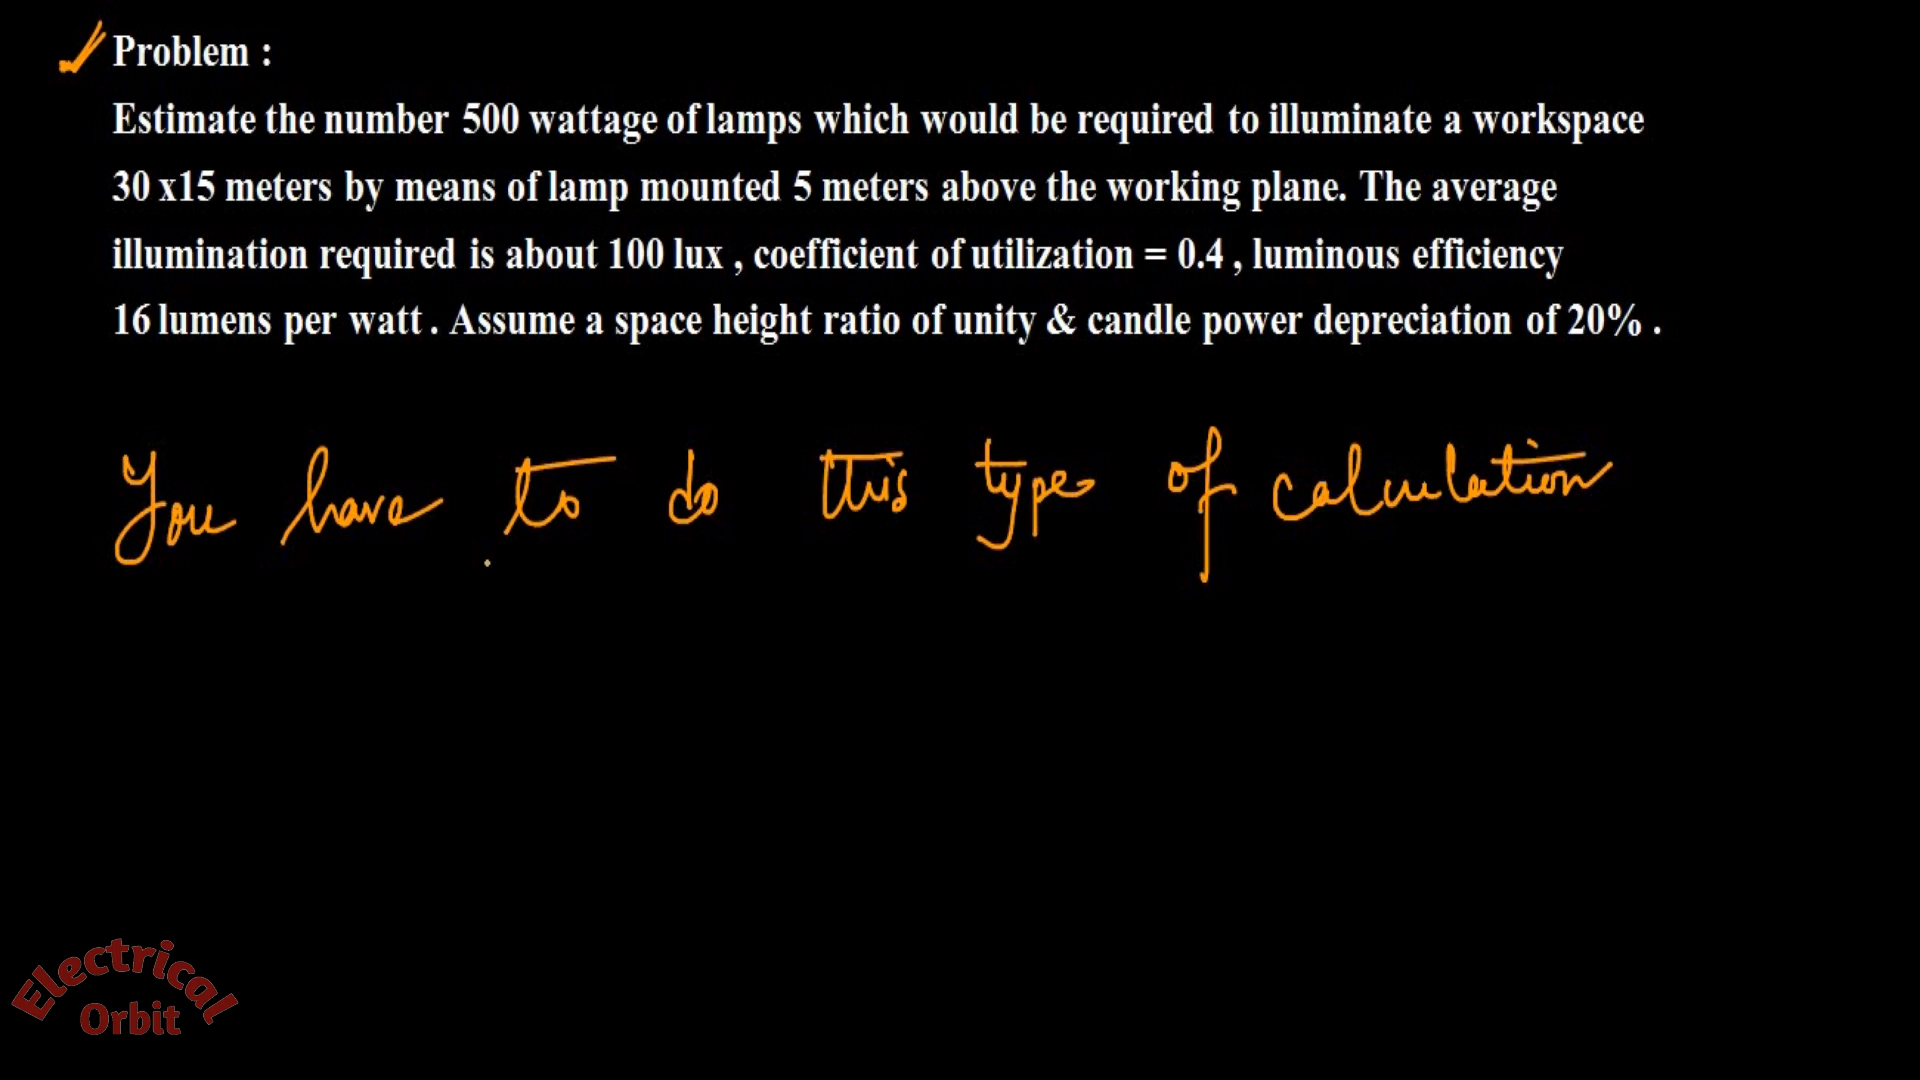 Problem :
Estimate the number 500 wattage of lamps which would be required to illuminate a workspace
30 x15 meters by means of lamp mounted 5 meters above the working plane. The average
illumination required is about 100 lux , coefficient of utilization = 0.4 , luminous efficiency
16 lumens per watt . Assume a space height ratio of unity & candle power depreciation of 20% .
You have to do this type of calculation
Electrical
Orbit